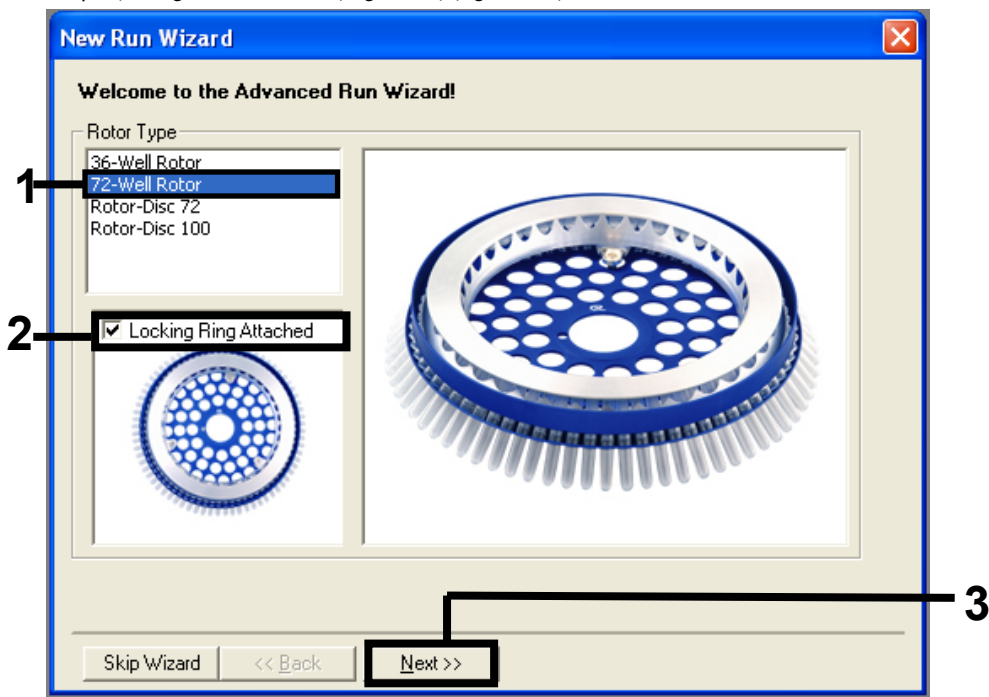 New Run Wizard
Welcome to the Advanced Run Wizard!
Rotor Type
36-Well Rotor
1
72-Well Rotor
Rotor-Disc 72
Rotor-Disc 100
2
Locking Ring Attached
3
Skip Wizard
<< Back
Next >>